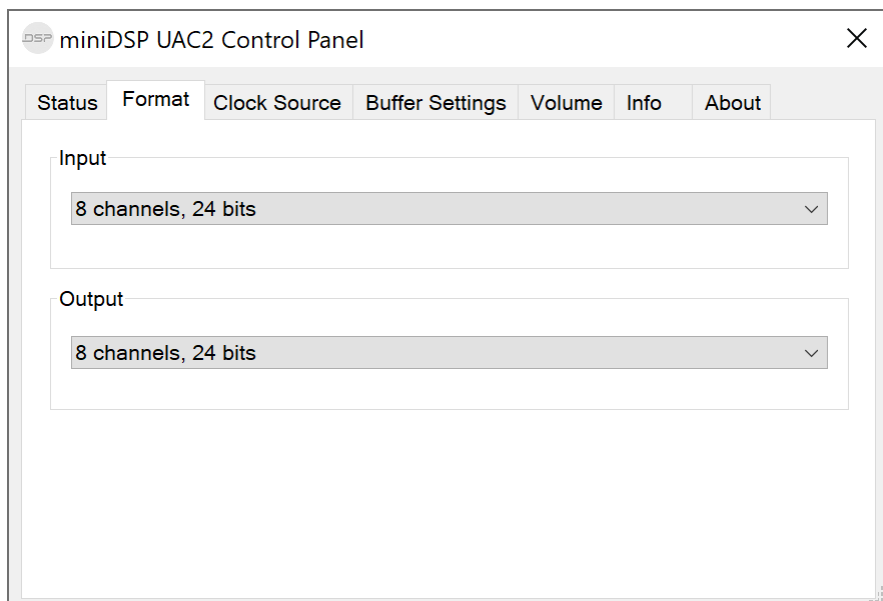 DSP miniDSP UAC2 Control Panel
Status Format Clock Source Buffer Settings Volume Info About
Input
8 channels, 24 bits
Output
8 channels, 24 bits